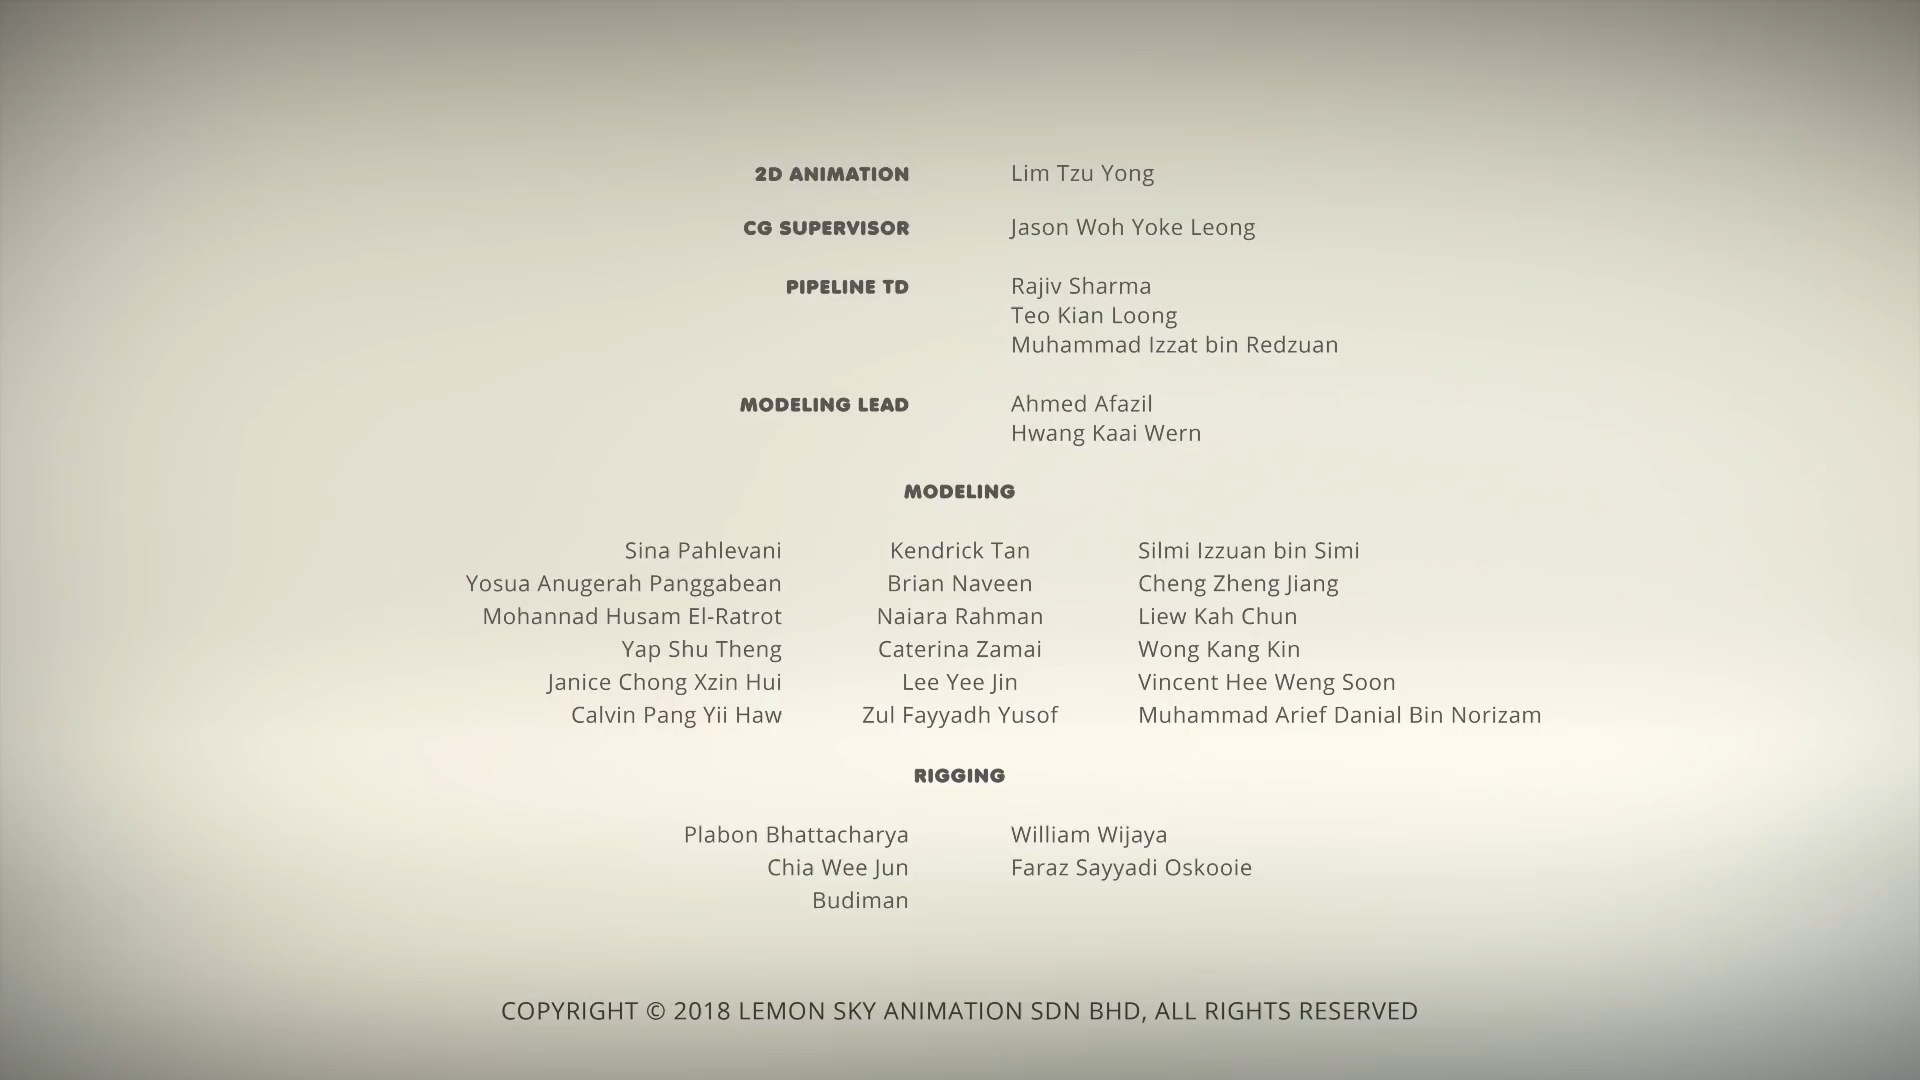 2D ANIMATION Lim Tzu Yong
CG SUPERVISOR Jason Woh Yoke Leong
PIPELINE TD Rajiv Sharma
Teo Kian Loong
Muhammad Izzat bin Redzuan
MODELING LEAD Ahmed Afazil
Hwang Kaai Wern
MODELING
Sina Pahlevani Kendrick Tan Silmi Izzuan bin Simi
Yosua Anugerah Panggabean Brian Naveen Cheng Zheng Jiang
Mohannad Husam El-Ratrot Naiara Rahman Liew Kah Chun
Yap Shu Theng Caterina Zamai Wong Kang Kin
Janice Chong Xzin Hui Lee Yee Jin Vincent Hee Weng Soon
Calvin Pang Yii Haw Zul Fayyadh Yusof Muhammad Arief Danial Bin Norizam
RIGGING
Plabon Bhattacharya William Wijaya
Chia Wee Jun Faraz Sayyadi Oskooie
Budiman
COPYRIGHT © 2018 LEMON SKY ANIMATION SDN BHD, ALL RIGHTS RESERVED